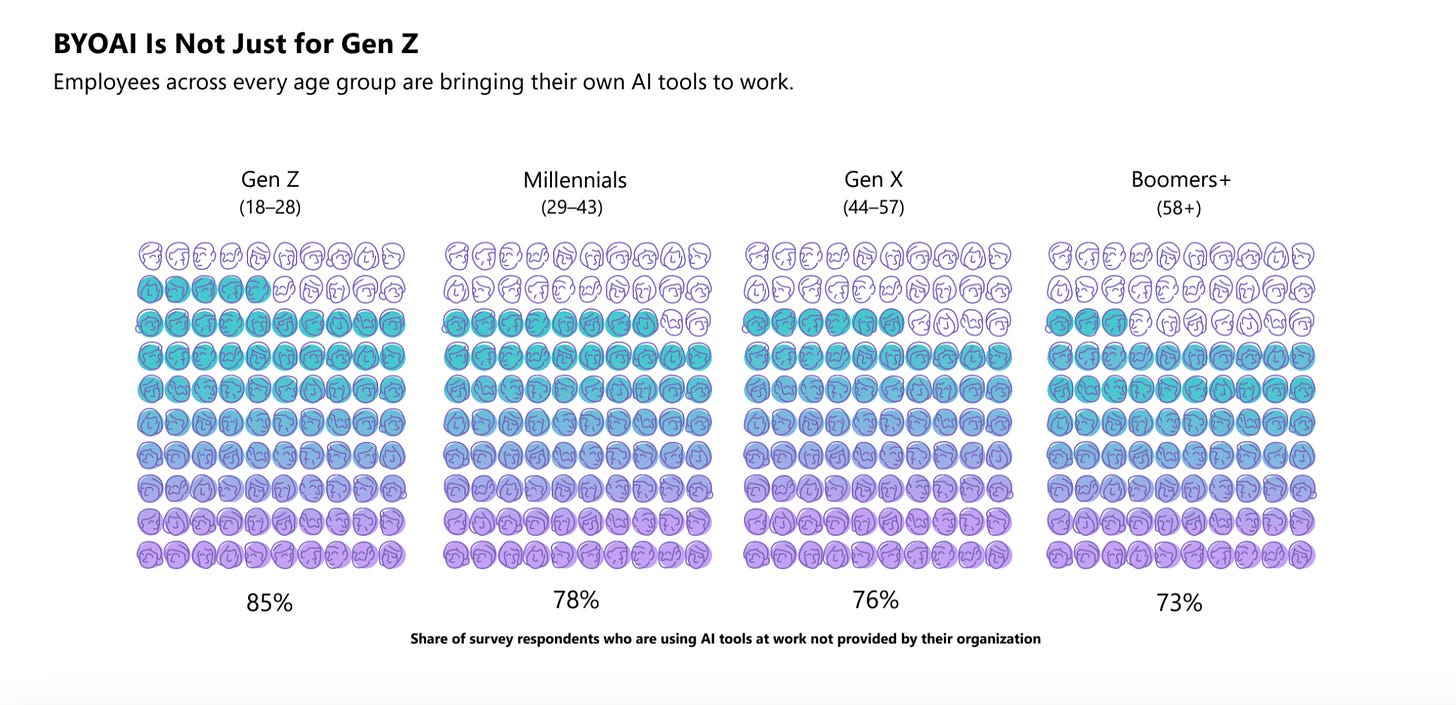 BYOAI Is Not Just for Gen Z
Employees across every age group are bringing their own AI tools to work.
Gen Z
(18–28)
Millennials
(29–43)
Gen X
(44–57)
Boomers+
(58+)
85%
78%
76%
73%
Share of survey respondents who are using AI tools at work not provided by their organization